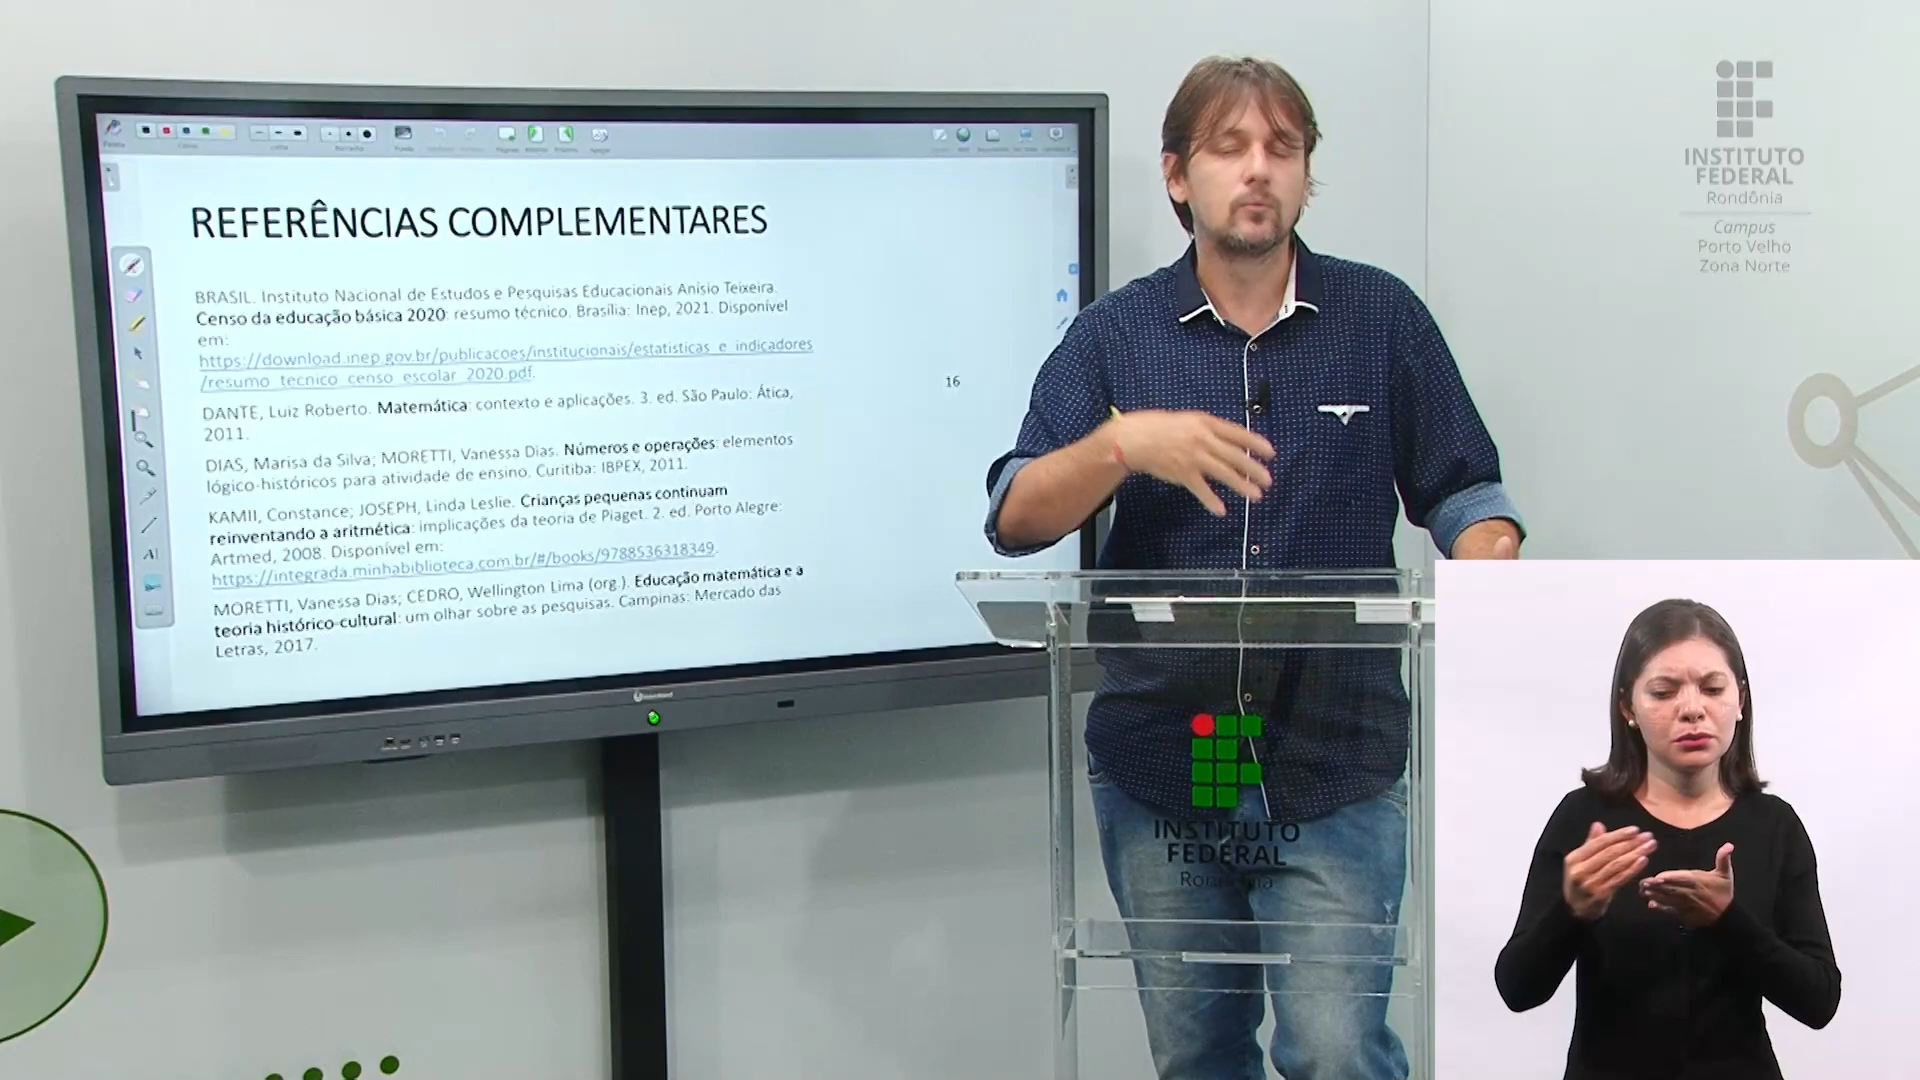 REFERÊNCIAS COMPLEMENTARES
BRASIL. Instituto Nacional de Estudos e Pesquisas Educacionais Anísio Teixeira.
Censo da educação básica 2020: resumo técnico. Brasília: Inep, 2021. Disponível
em:
https://download.inep.gov.br/publicacoes/institucionais/estatisticas_e_indicadores
/resumo_tecnico_censo_escolar_2020.pdf.
DANTE, Luiz Roberto. Matemática: contexto e aplicações. 3. ed. São Paulo: Ática,
2011.
DIAS, Marisa da Silva; MORETTI, Vanessa Dias. Números e operações: elementos
lógico-históricos para atividade de ensino. Curitiba: IBPEX, 2011.
KAMII, Constance; JOSEPH, Linda Leslie. Crianças pequenas continuam
reinventando a aritmética: implicações da teoria de Piaget. 2. ed. Porto Alegre:
Artmed, 2008. Disponível em:
https://integrada.minhabiblioteca.com.br/#/books/9788536318349.
MORETTI, Vanessa Dias; CEDRO, Wellington Lima (org.). Educação matemática e a
teoria histórico-cultural: um olhar sobre as pesquisas. Campinas: Mercado das
Letras, 2017.
16
INSTITUTO
FEDERAL
Rondônia
Campus
Porto Velho
Zona Norte
INSTITUTO
FEDERAL
Rondônia